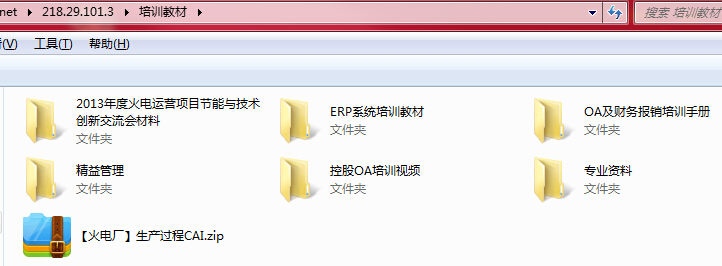 net ▸ 218.29.101.3 ▸ 培训教材 ▸
搜索 培训教材
(V) 工具(T) 帮助(H)
2013年度火电运营项目节能与技术
创新交流会材料
文件夹
ERP系统培训教材
文件夹
OA及财务报销培训手册
文件夹
精益管理
文件夹
控股OA培训视频
文件夹
专业资料
文件夹
【火电厂】生产过程CAI.zip